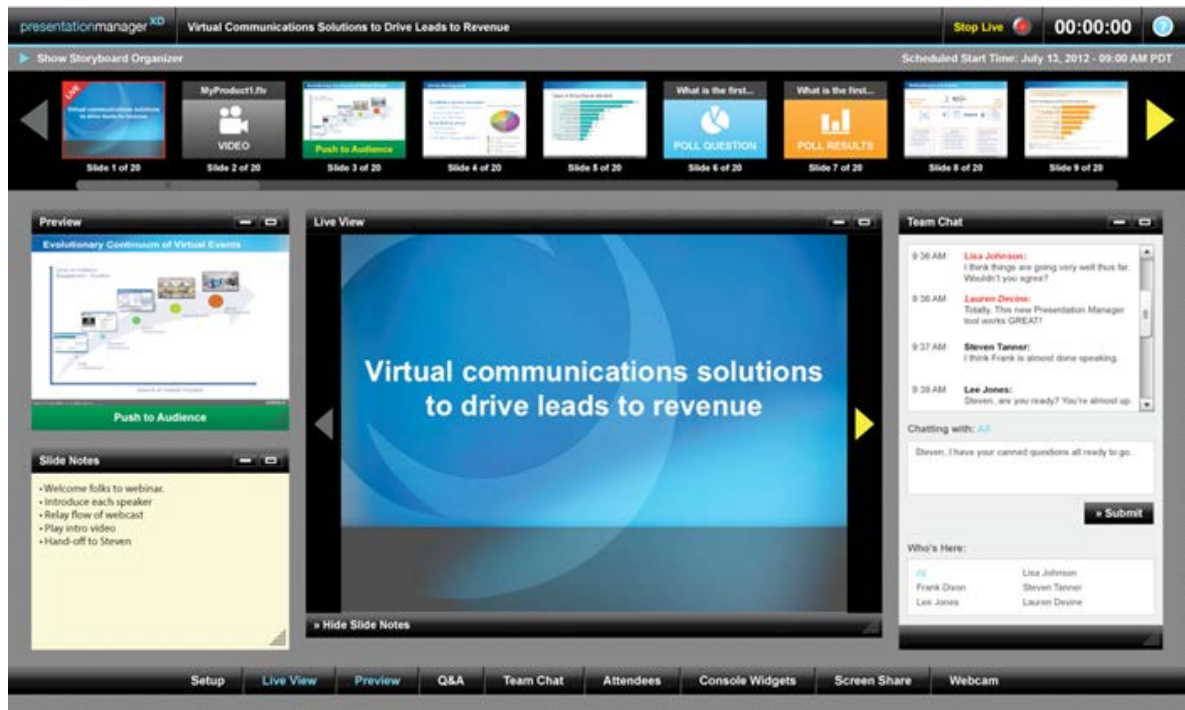 presentationmanager XD
Virtual Communications Solutions to Drive Leads to Revenue
Stop Live
00:00:00
?
Show Storyboard Organizer
Scheduled Start Time: July 13, 2012 - 09:00 AM PDT
LIVE
Virtual communications solutions
to drive leads to revenue
MyProduct1.flv
VIDEO
Push to Audience
What is the first...
POLL QUESTION
What is the first...
POLL RESULTS
Slide 1 of 20
Slide 2 of 20
Slide 3 of 20
Slide 4 of 20
Slide 5 of 20
Slide 6 of 20
Slide 7 of 20
Slide 8 of 20
Slide 9 of 20
Preview
Evolutionary Continuum of Virtual Events
Push to Audience
Slide Notes
• Welcome folks to webinar.
• Introduce each speaker
• Relay flow of webcast
• Play intro video
• Hand-off to Steven
Live View
Virtual communications solutions
to drive leads to revenue
» Hide Slide Notes
Team Chat
9:36 AM Lisa Johnson:
I think things are going very well thus far.
Wouldn't you agree?
9:36 AM Lauren Devine:
Totally. This new Presentation Manager
tool works GREAT!
9:37 AM Steven Tanner:
I think Frank is almost done speaking.
9:39 AM Lee Jones:
Steven, are you ready? You're almost up
Chatting with: All
Steven, I have your canned questions all ready to go.
» Submit
Who's Here:
All
Lisa Johnson
Frank Dixon
Steven Tanner
Lee Jones
Lauren Devine
Setup
Live View
Preview
Q&A
Team Chat
Attendees
Console Widgets
Screen Share
Webcam